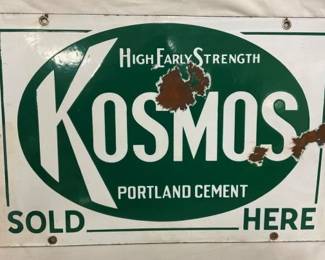 HIGH EARLY STRENGTH
KOSMOS
PORTLAND CEMENT
SOLD HERE